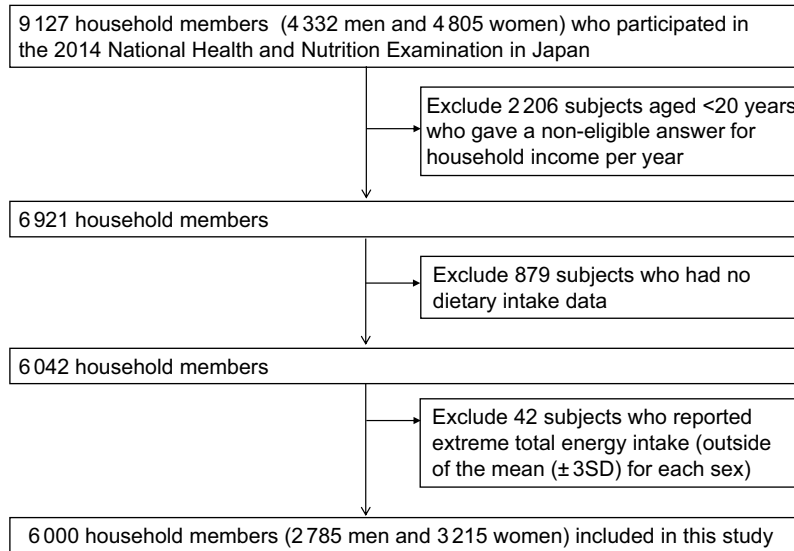 9 127 household members (4 332 men and 4 805 women) who participated in
the 2014 National Health and Nutrition Examination in Japan
Exclude 2 206 subjects aged <20 years
who gave a non-eligible answer for
household income per year
6 921 household members
Exclude 879 subjects who had no
dietary intake data
6 042 household members
Exclude 42 subjects who reported
extreme total energy intake (outside
of the mean (± 3SD) for each sex)
6 000 household members (2 785 men and 3 215 women) included in this study